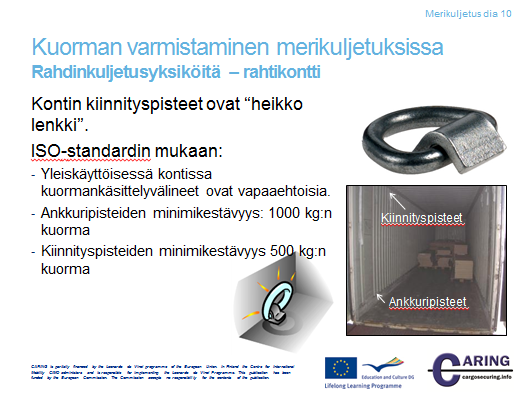 Merikuljetus dia 10
Kuorman varmistaminen merikuljetuksissa
Rahdinkuljetusyksiköitä – rahtikontti
Kontin kiinnityspisteet ovat “heikko
lenkki”.
ISO-standardin mukaan:
- Yleiskäyttöisessä kontissa
kuormankäsittelyvälineet ovat vapaaehtoisia.
- Ankkuripisteiden minimikestävyys: 1000 kg:n
kuorma
- Kiinnityspisteiden minimikestävyys 500 kg:n
kuorma
Kiinnityspisteet
Ankkuripisteet
CARING is partially financed by the Leonardo da Vinci programme of the European Union. In Finland the Centre for International
Mobility CIMO administers and is responsible for implementing the Leonardo da Vinci Programme. This publication has been
funded by the European Commission. The Commission accepts no responsibility for the contents of the publication.
Education and Culture DG
Lifelong Learning Programme
CARING
cargosecuring.info